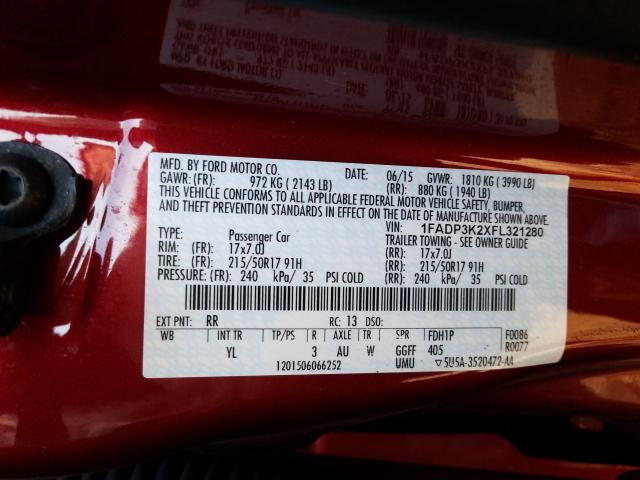 MFD. BY FORD MOTOR CO. DATE: 06/15 GVWR: 1810 KG ( 3990 LB)
GAWR: (FR): 972 KG ( 2143 LB) (RR): 880 KG ( 1940 LB)
THIS VEHICLE CONFORMS TO ALL APPLICABLE FEDERAL MOTOR VEHICLE SAFETY, BUMPER,
AND THEFT PREVENTION STANDARDS IN EFFECT ON THE DATE OF MANUFACTURE SHOWN ABOVE.
VIN: 1FADP3K2XFL321280
TYPE: Passenger Car TRAILER TOWING - SEE OWNER GUIDE
RIM: (FR): 17x7.0J (RR): 17x7.0J
TIRE: (FR): 215/50R17 91H (RR): 215/50R17 91H
PRESSURE: (FR): 240 kPa/ 35 PSI COLD (RR): 240 kPa/ 35 PSI COLD
EXT PNT: RR RC: 13 DSO: F0086
WB INT TR TP/PS R AXLE TR SPR FDH1P R0077
YL 3 AU W GGFF 405
1201506066252 UMU ▽5U5A-3520472-AA